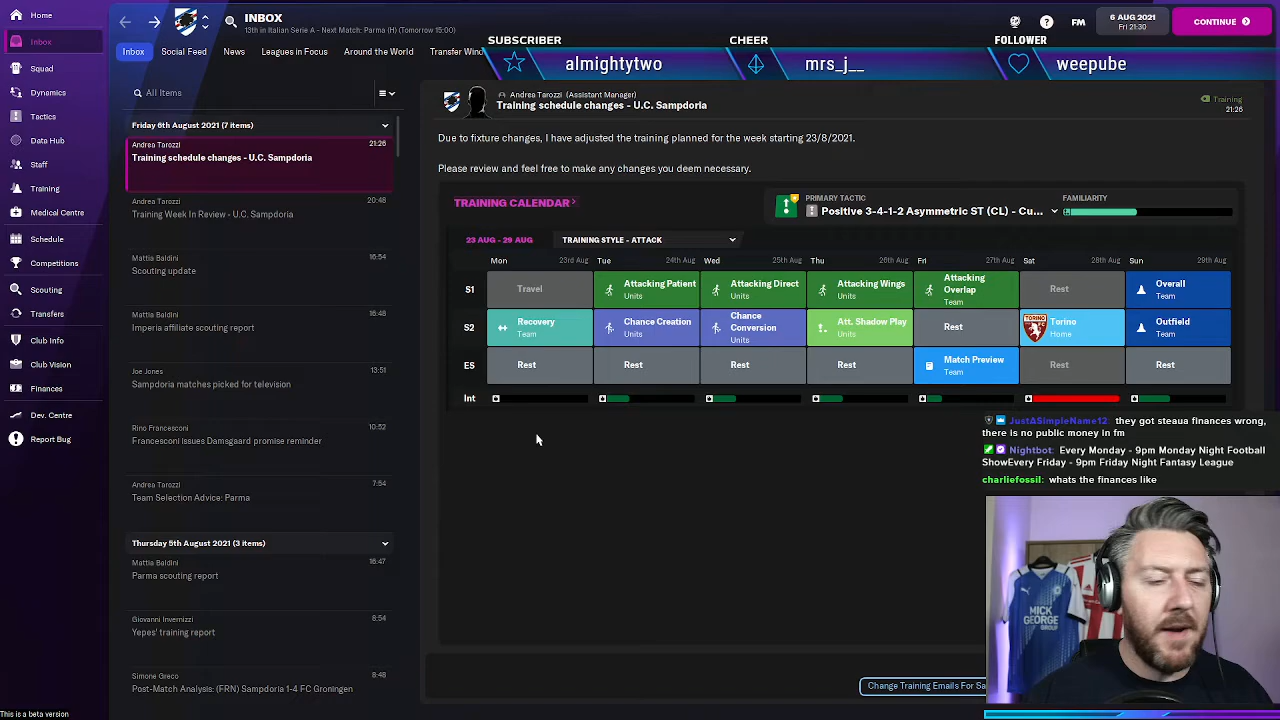 Home
Inbox
Squad
Dynamics
Tactics
Data Hub
Staff
Training
Medical Centre
Schedule
Competitions
Scouting
Transfers
Club Info
Club Vision
Finances
Dev. Centre
Report Bug
This is a beta version
INBOX
13th in Italian Serie A - Next Match: Parma (H) (Tomorrow 15:00)
FM
6 AUG 2021
Fri 21:30
CONTINUE
Inbox
Social Feed
News
Leagues in Focus
Around the World
Transfer Wind
SUBSCRIBER
CHEER
FOLLOWER
almightytwo
mrs_j__
weepube
All Items
Friday 6th August 2021 (7 items)
Andrea Tarozzi 21:26
Training schedule changes - U.C. Sampdoria
Andrea Tarozzi 20:48
Training Week In Review - U.C. Sampdoria
Mattia Baldini 16:54
Scouting update
Mattia Baldini 16:54
Imperia affiliate scouting report
Joe Jones 13:51
Sampdoria matches picked for television
Rino Francesconi 10:52
Francesconi issues Damsgaard promise reminder
Andrea Tarozzi 7:54
Team Selection Advice: Parma
Thursday 5th August 2021 (3 items)
Mattia Baldini 16:47
Parma scouting report
Giovanni Invernizzi 8:54
Yepes' training report
Simone Greco 8:48
Post-Match Analysis: (FRN) Sampdoria 1-4 FC Groningen
Andrea Tarozzi (Assistant Manager)
Training schedule changes - U.C. Sampdoria
Training
21:26
Due to fixture changes, I have adjusted the training planned for the week starting 23/8/2021.
Please review and feel free to make any changes you deem necessary.
TRAINING CALENDAR
PRIMARY TACTIC
Positive 3-4-1-2 Asymmetric ST (CL) - Cu...
FAMILIARITY
23 AUG - 29 AUG
TRAINING STYLE - ATTACK
Mon 23rd Aug Tue 24th Aug Wed 25th Aug Thu 26th Aug Fri 27th Aug Sat 28th Aug Sun 29th Aug
S1
Travel
Attacking Patient
Units
Attacking Direct
Units
Attacking Wings
Units
Attacking
Overlap
Team
Rest
Overall
Team
S2
Recovery
Team
Chance Creation
Units
Chance
Conversion
Units
Att. Shadow Play
Units
Rest
TORINO
Torino
Home
Outfield
Team
ES
Rest
Rest
Rest
Rest
Match Preview
Team
Rest
Rest
Int
Change Training Emails For Sa
JustASimpleName12: they got steaua finances wrong,
there is no public money in fm
Nightbot: Every Monday - 9pm Monday Night Football
ShowEvery Friday - 9pm Friday Night Fantasy League
charliefossil: whats the finances like
MICK
GEORGE